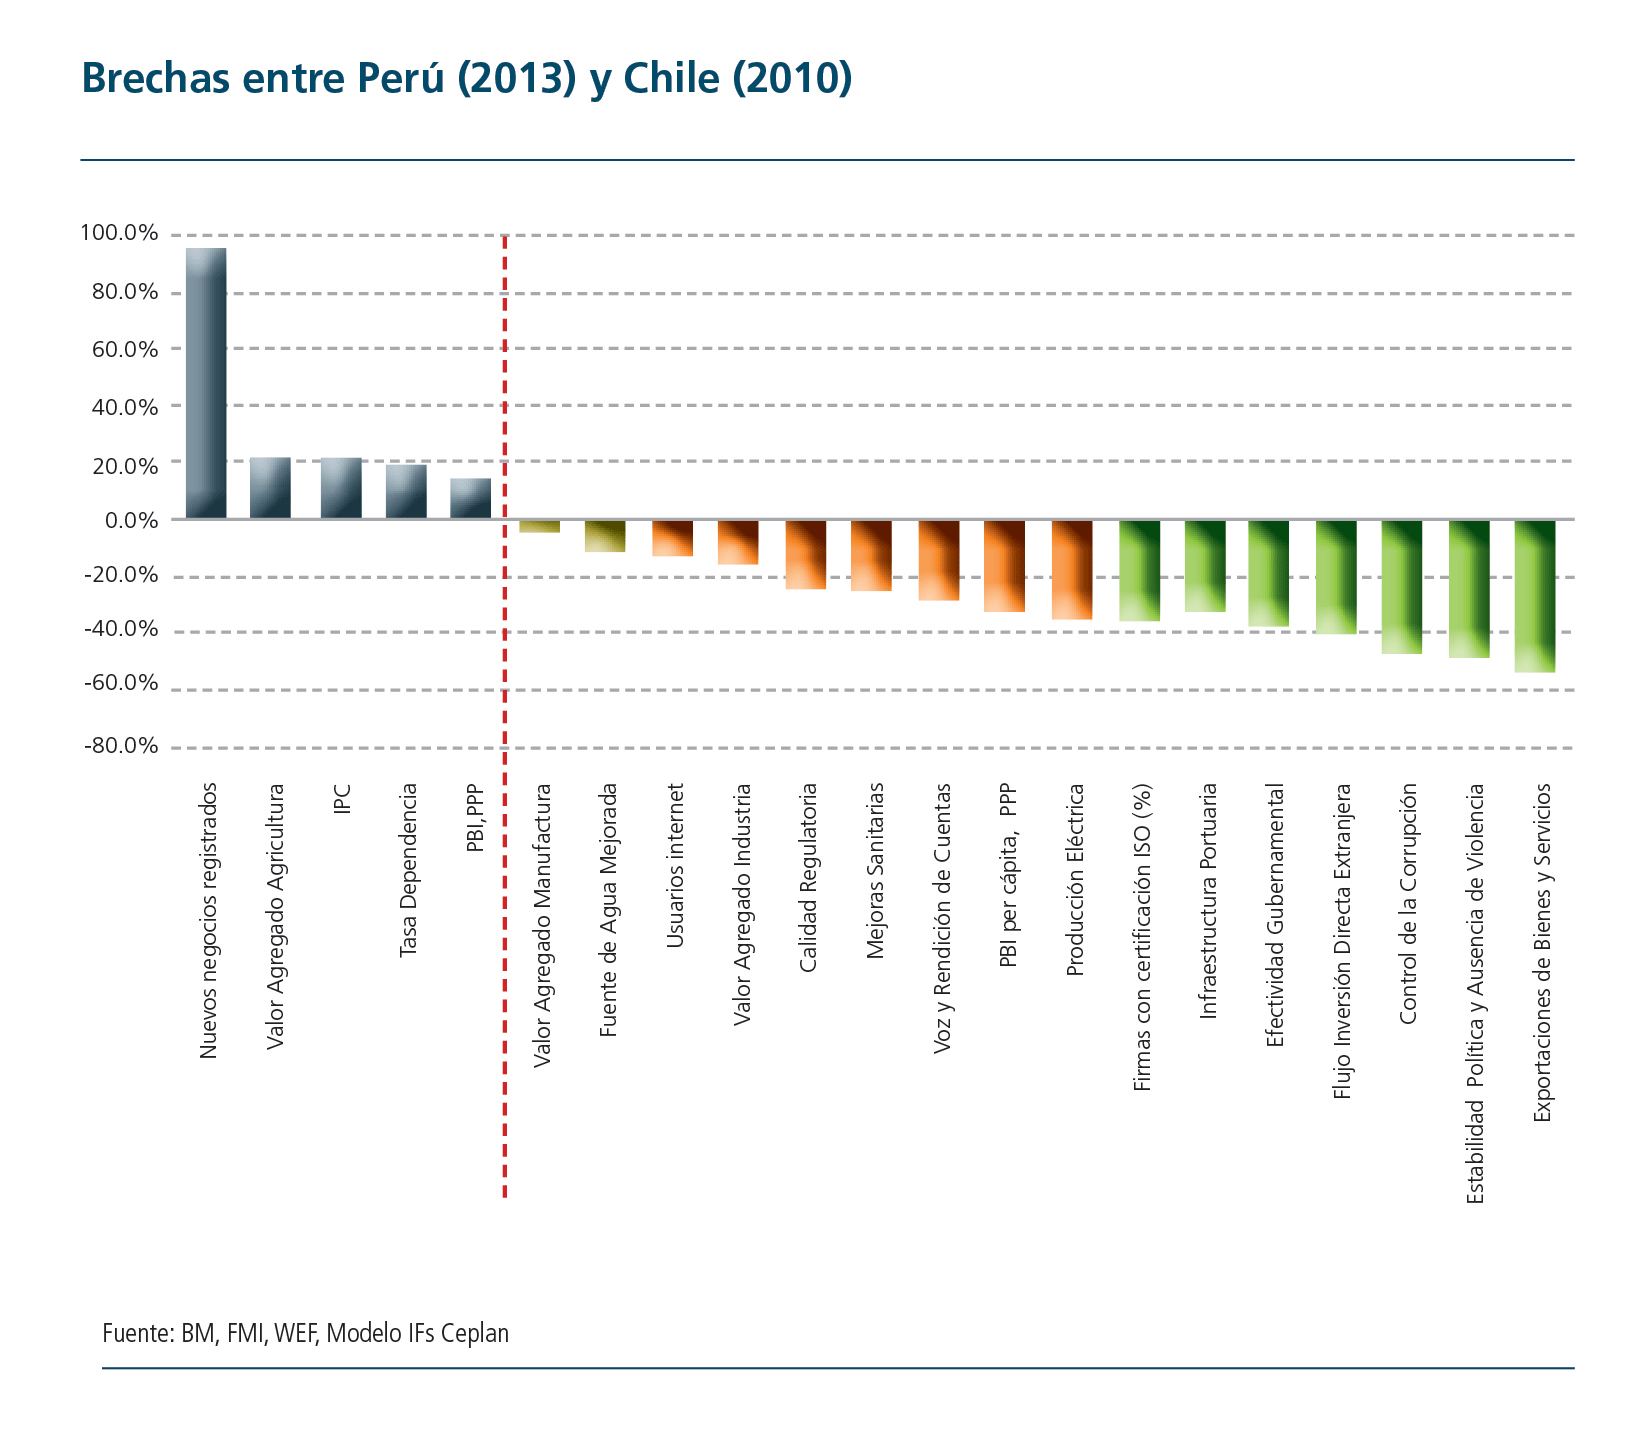 Brechas entre Perú (2013) y Chile (2010)
100.0%
80.0%
60.0%
40.0%
20.0%
0.0%
-20.0%
-40.0%
-60.0%
-80.0%
Nuevos negocios registrados
Valor Agregado Agricultura
IPC
Tasa Dependencia
PBI,PPP
Valor Agregado Manufactura
Fuente de Agua Mejorada
Usuarios internet
Valor Agregado Industria
Calidad Regulatoria
Mejoras Sanitarias
Voz y Rendición de Cuentas
PBI per cápita, PPP
Producción Eléctrica
Firmas con certificación ISO (%)
Infraestructura Portuaria
Efectividad Gubernamental
Flujo Inversión Directa Extranjera
Control de la Corrupción
Estabilidad Política y Ausencia de Violencia
Exportaciones de Bienes y Servicios
Fuente: BM, FMI, WEF, Modelo IFs Ceplan